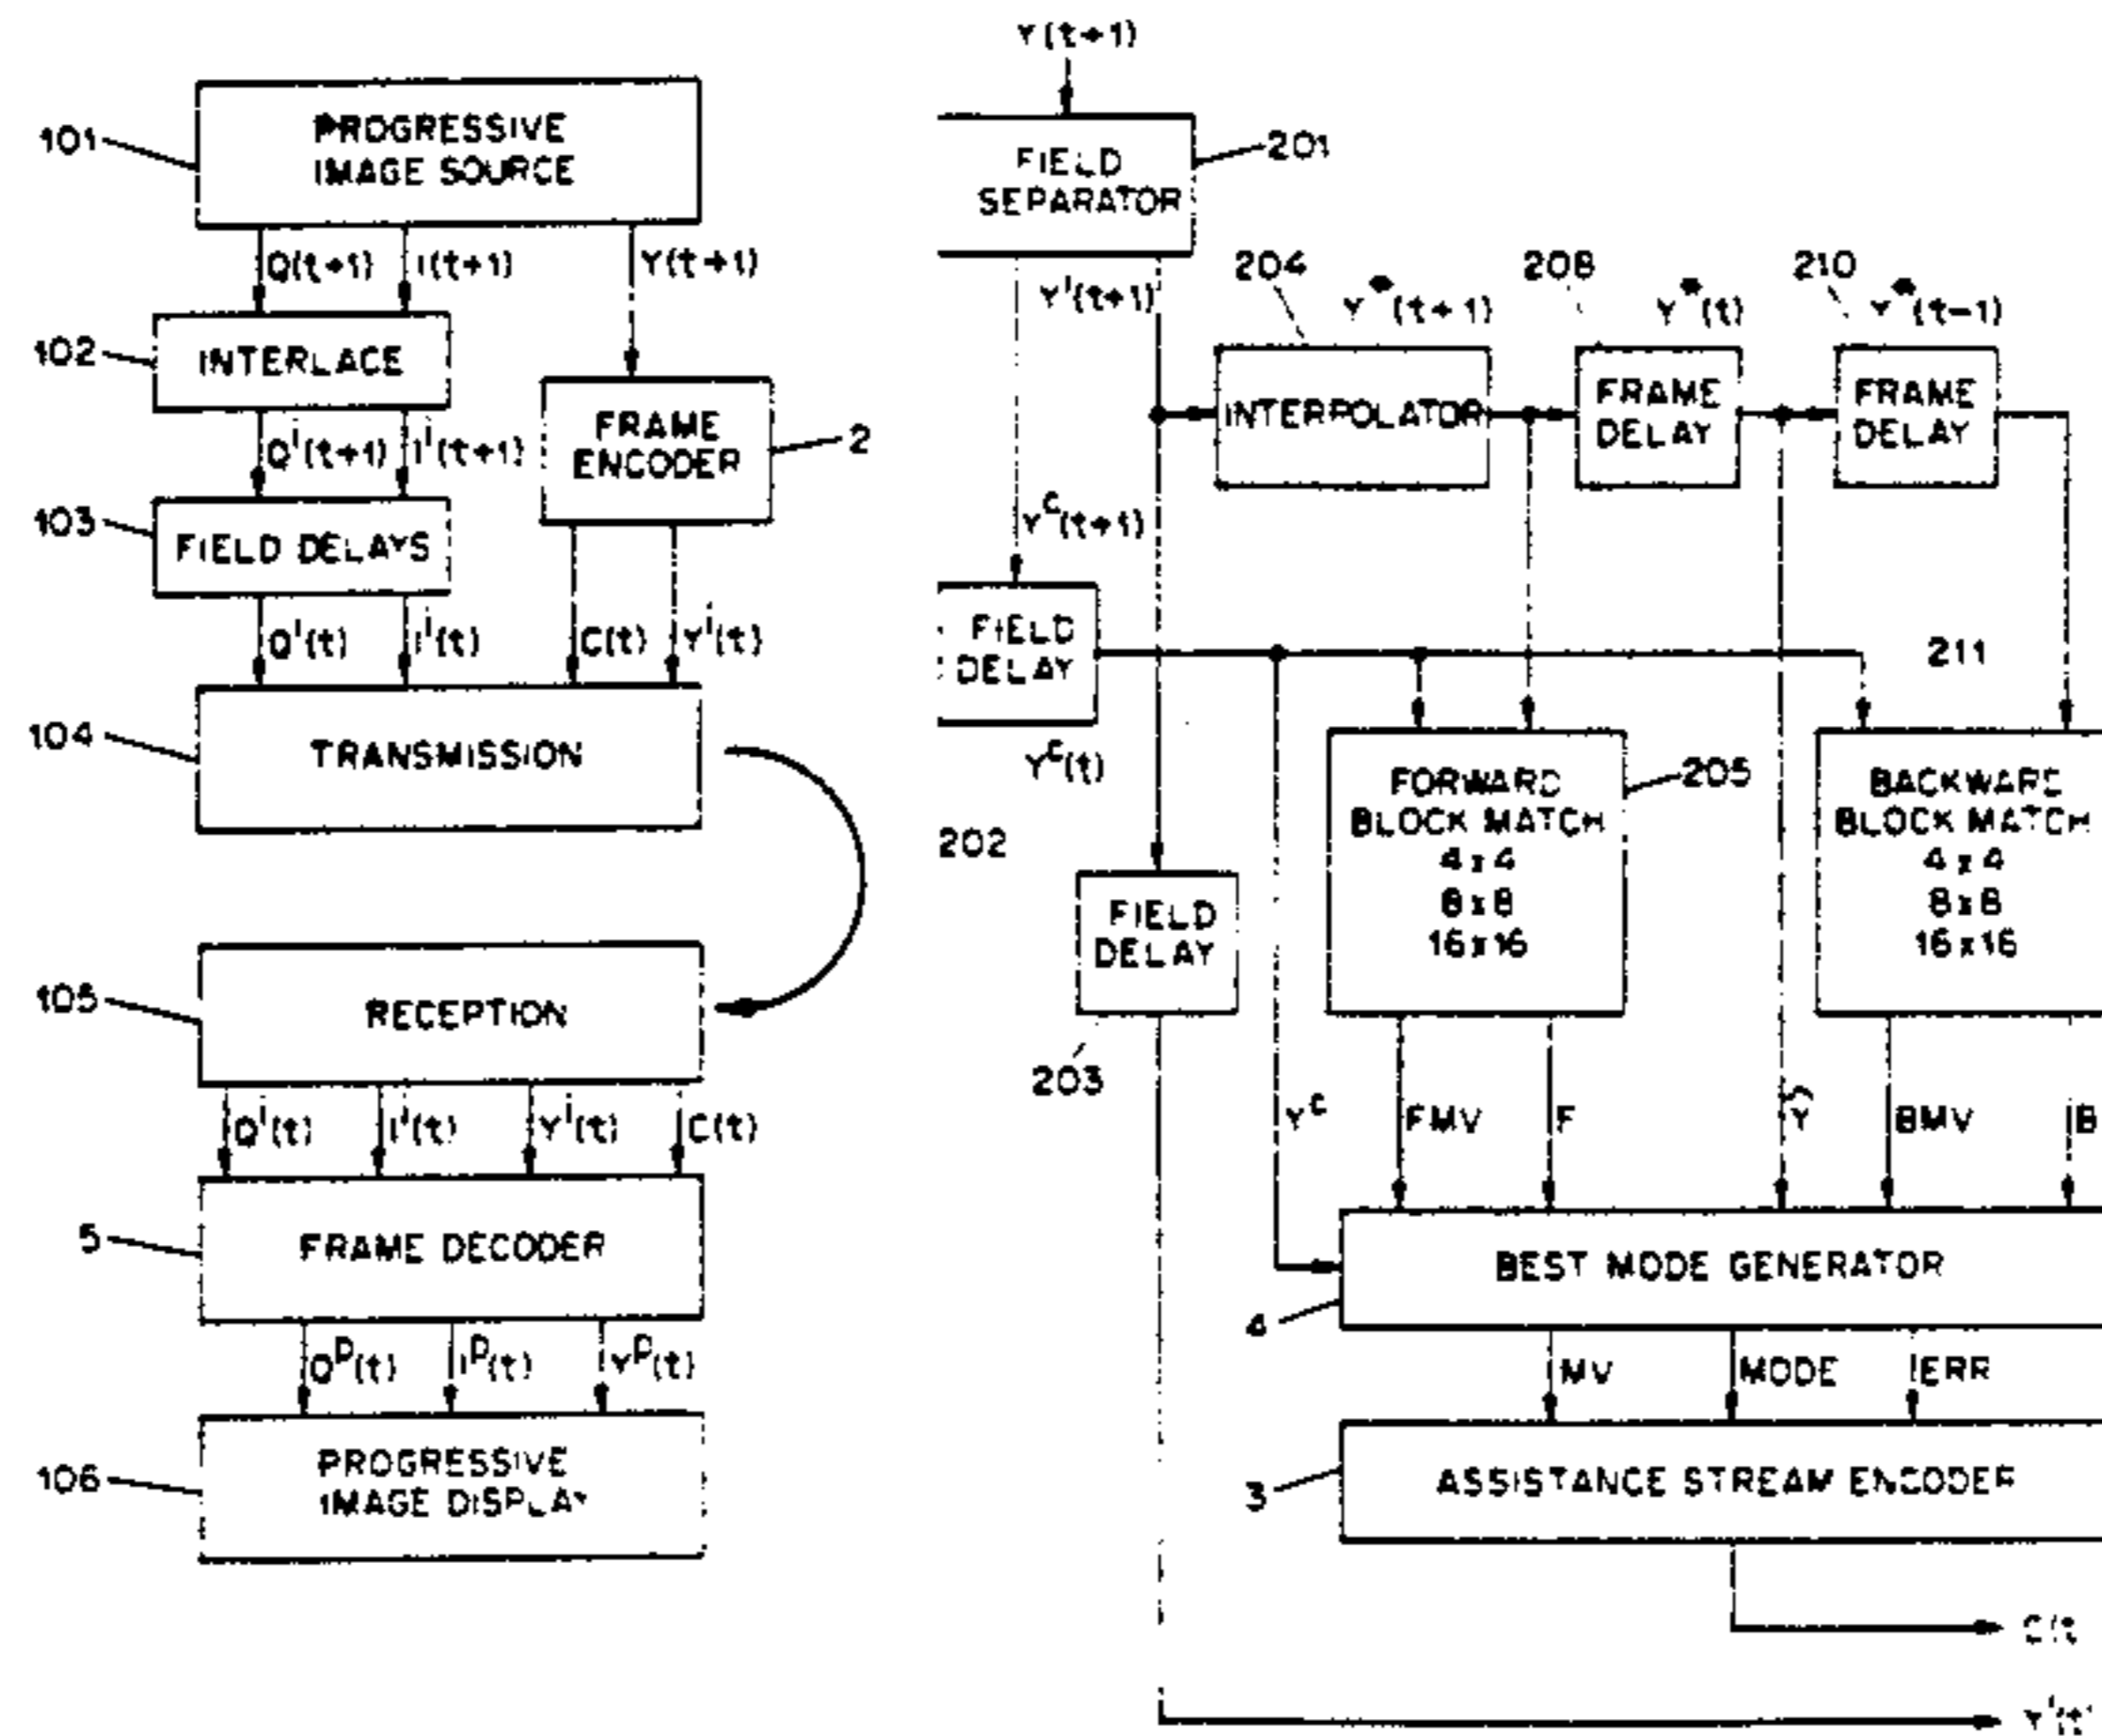 101
PROGRESSIVE
IMAGE SOURCE
Q(t+1)
I(t+1)
Y(t+1)
102
INTERLACE
Q^i(t+1)
I^i(t+1)
FRAME
ENCODER
2
103
FIELD DELAYS
Q^i(t)
I^i(t)
C(t)
Y^i(t)
104
TRANSMISSION
105
RECEPTION
Q^i(t)
I^i(t)
Y^i(t)
C(t)
5
FRAME DECODER
Q^P(t)
I^P(t)
Y^P(t)
106
PROGRESSIVE
IMAGE DISPLAY
Y(t+1)
FIELD
SEPARATOR
201
Y^i(t+1)
204
Y^*(t+1)
208
Y^*(t)
210
Y^*(t-1)
INTERPOLATOR
FRAME
DELAY
FRAME
DELAY
Y^C(t+1)
FIELD
DELAY
211
Y^C(t)
202
FORWARD
BLOCK MATCH
4x4
8x8
16x16
205
BACKWARD
BLOCK MATCH
4x4
8x8
16x16
FIELD
DELAY
203
Y^C
FMV
F
BMV
B
BEST MODE GENERATOR
4
MV
MODE
ERR
3
ASSISTANCE STREAM ENCODER
C(t
Y^i(t)